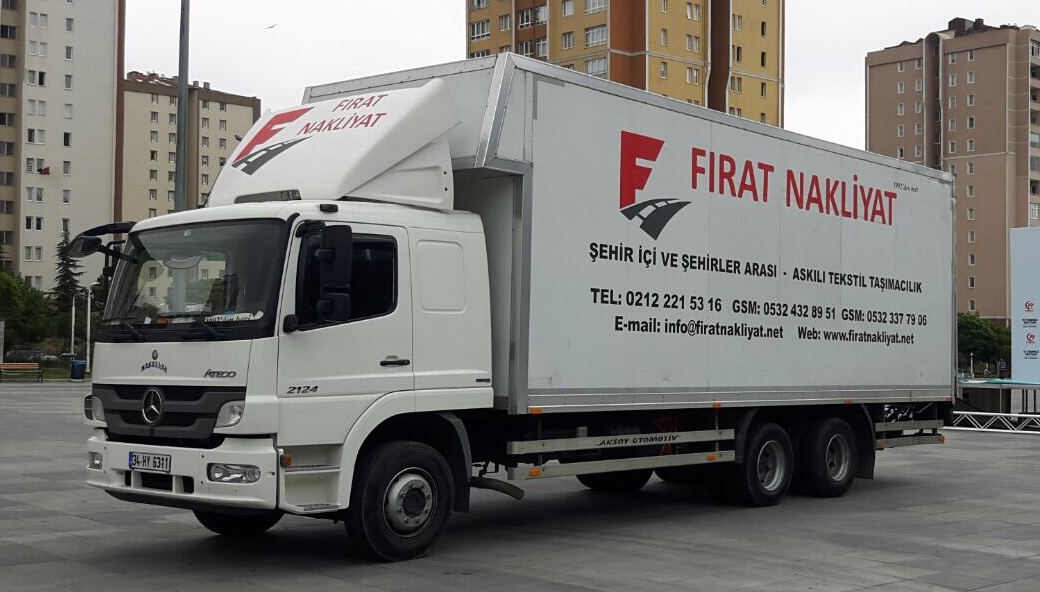 FIRAT
NAKLİYAT
FIRAT NAKLİYAT
ŞEHİR İÇİ VE ŞEHİRLER ARASI - ASKILI TEKSTİL TAŞIMACILIK
TEL: 0212 221 53 16 GSM: 0532 432 89 51 GSM: 0532 337 79 06
E-mail: info@firatnakliyat.net Web: www.firatnakliyat.net
ATEGO
2124
AKSOY OTOMOTİV
34 HY 6311